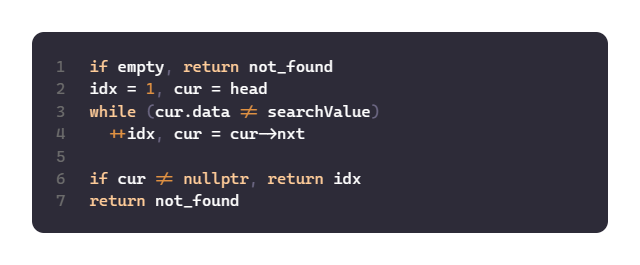 1 if empty, return not_found
2 idx = 1, cur = head
3 while (cur.data ≠ searchValue)
4 ++idx, cur = cur->nxt
5
6 if cur ≠ nullptr, return idx
7 return not_found